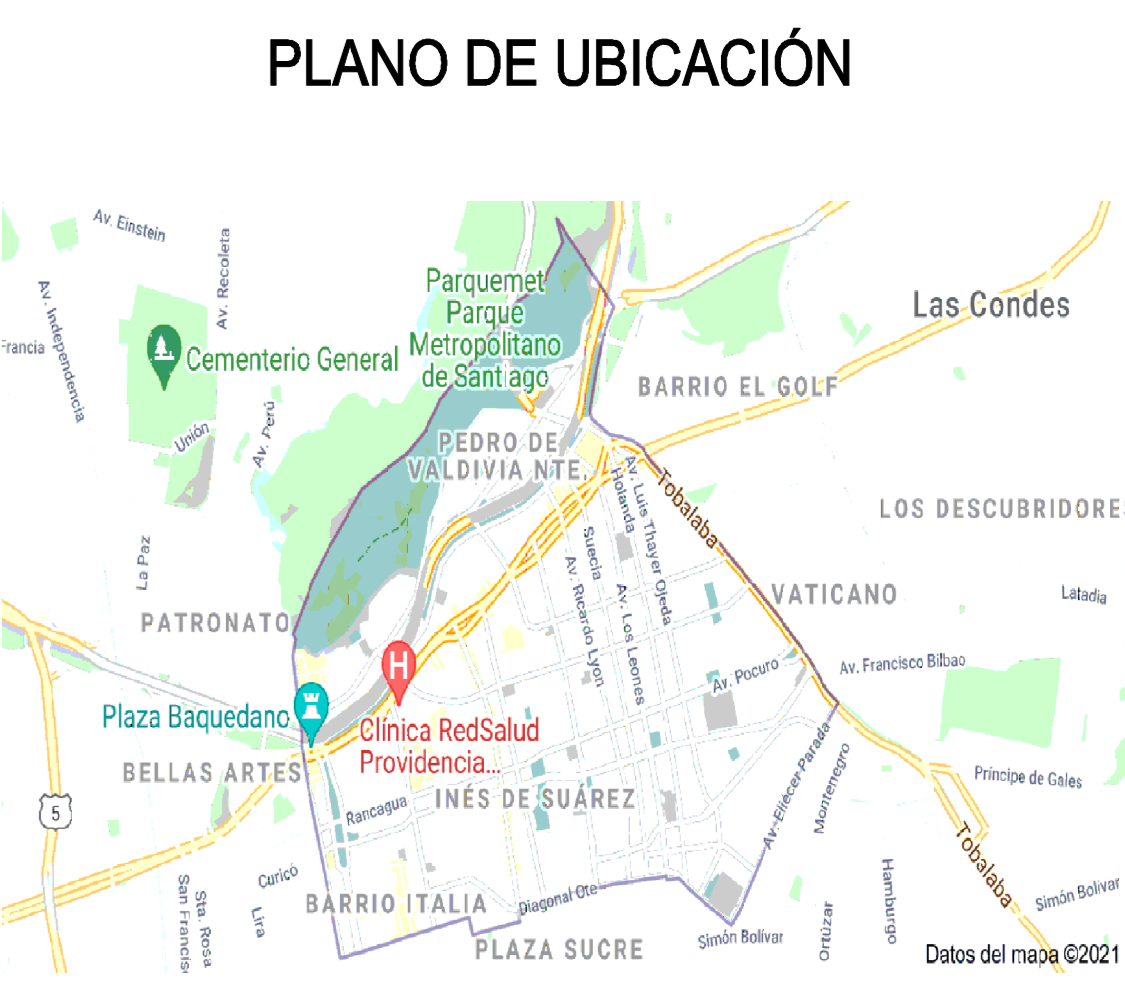 PLANO DE UBICACIÓN
Av. Einstein
Av. Recoleta
Av. Independencia
Francia
Cementerio General
Parquemet
Parque
Metropolitano
de Santiago
Las Condes
BARRIO EL GOLF
Unión
Av. Perú
PEDRO DE
VALDIVIA NTE.
Holanda
Av. Luis Thayer Ojeda
Tobalaba
LOS DESCUBRIDORE
La Paz
Suecia
Av. Ricardo Lyon
Av. Los Leones
VATICANO
Latadia
PATRONATO
H
Av. Pocuro
Av. Francisco Bilbao
Plaza Baquedano
Clínica RedSalud
Providencia...
BELLAS ARTES
INÉS DE SUÁREZ
Av. Eliécer Parada
Montenegro
Príncipe de Gales
5
Rancagua
Tobalaba
Curicó
BARRIO ITALIA
Diagonal Ote
San Francisc
Sta. Rosa
Lira
PLAZA SUCRE
Simón Bolívar
Ortúzar
Hamburgo
Simón Bolívar
Datos del mapa ©2021